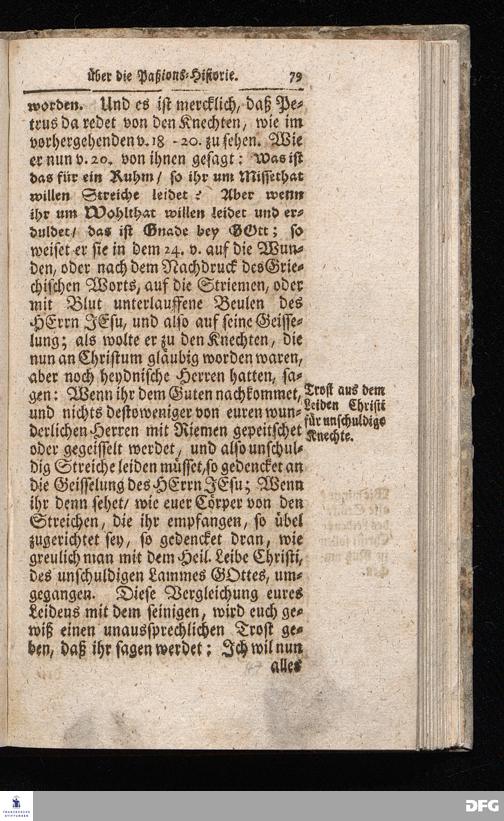 über die Paßions-Historie. 79
worden. Und es ist mercklich, daß Pe-
trus da redet von den Knechten, wie im
vorhergehenden v. 18 - 20. zu sehen. Wie
er nun v. 20. von ihnen gesagt: Was ist
das für ein Ruhm/ so ihr um Missethat
willen Streiche leidet? Aber wenn
ihr um Wohlthat willen leidet und er-
duldet/ das ist Gnade bey GOtt; so
weiset er sie in dem 24. v. auf die Wun-
den, oder nach dem Nachdruck des Grie-
chischen Worts, auf die Striemen, oder
mit Blut unterlauffene Beulen des
HErrn JEsu, und also auf seine Geisse-
lung; als wolte er zu den Knechten, die
nun an Christum gläubig worden waren,
aber noch heydnische Herren hatten, sa-
gen: Wenn ihr dem Guten nachkommet,
und nichts destoweniger von euren wun-
derlichen Herren mit Riemen gepeitschet
oder gegeisselt werdet, und also unschul-
dig Streiche leiden müsset, so gedencket an
die Geisselung des HErrn JEsu; Wenn
ihr denn sehet/ wie euer Cörper von den
Streichen, die ihr empfangen, so übel
zugerichtet sey, so gedencket dran, wie
greulich man mit dem Heil. Leibe Christi,
des unschuldigen Lammes GOttes, um-
gegangen. Diese Vergleichung eures
Leidens mit dem seinigen, wird euch ge-
wiß einen unaussprechlichen Trost ge-
ben, daß ihr sagen werdet: Ich wil nun
alles
Trost aus dem
Leiden Christi
für unschuldige
Knechte.
FRANCKESCHE
STIFTUNGEN
DFG